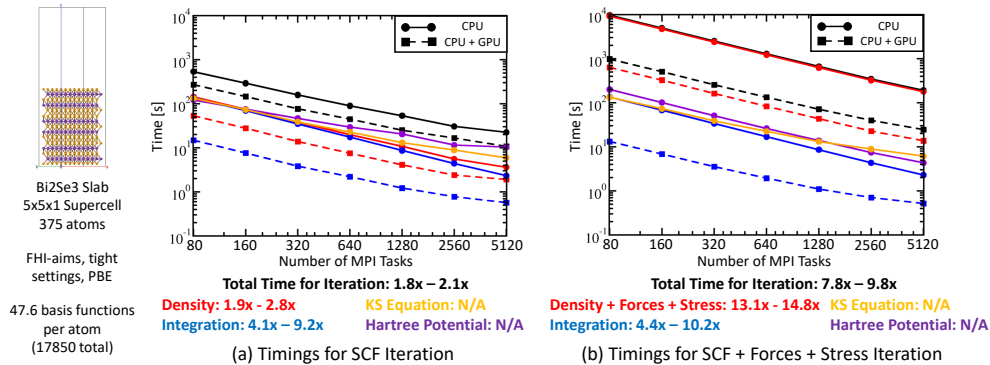 Bi2Se3 Slab
5x5x1 Supercell
375 atoms
FHI-aims, tight
settings, PBE
47.6 basis functions
per atom
(17850 total)
Time [s]
10^4
10^3
10^2
10^1
10^0
10^-1
CPU
CPU + GPU
80 160 320 640 1280 2560 5120
Number of MPI Tasks
Total Time for Iteration: 1.8x – 2.1x
Density: 1.9x - 2.8x KS Equation: N/A
Integration: 4.1x – 9.2x Hartree Potential: N/A
(a) Timings for SCF Iteration
Time [s]
10^4
10^3
10^2
10^1
10^0
10^-1
CPU
CPU + GPU
80 160 320 640 1280 2560 5120
Number of MPI Tasks
Total Time for Iteration: 7.8x – 9.8x
Density + Forces + Stress: 13.1x - 14.8x KS Equation: N/A
Integration: 4.4x – 10.2x Hartree Potential: N/A
(b) Timings for SCF + Forces + Stress Iteration